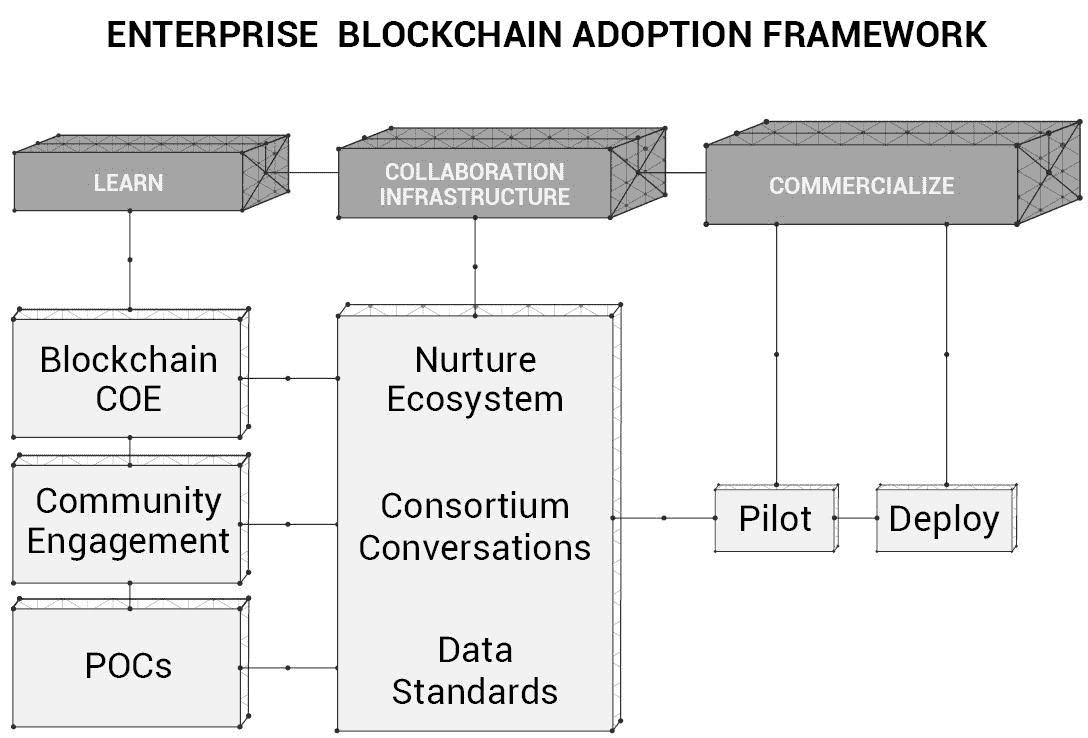 ENTERPRISE BLOCKCHAIN ADOPTION FRAMEWORK
LEARN
COLLABORATION
INFRASTRUCTURE
COMMERCIALIZE
Blockchain
COE
Community
Engagement
POCs
Nurture
Ecosystem
Consortium
Conversations
Data
Standards
Pilot
Deploy